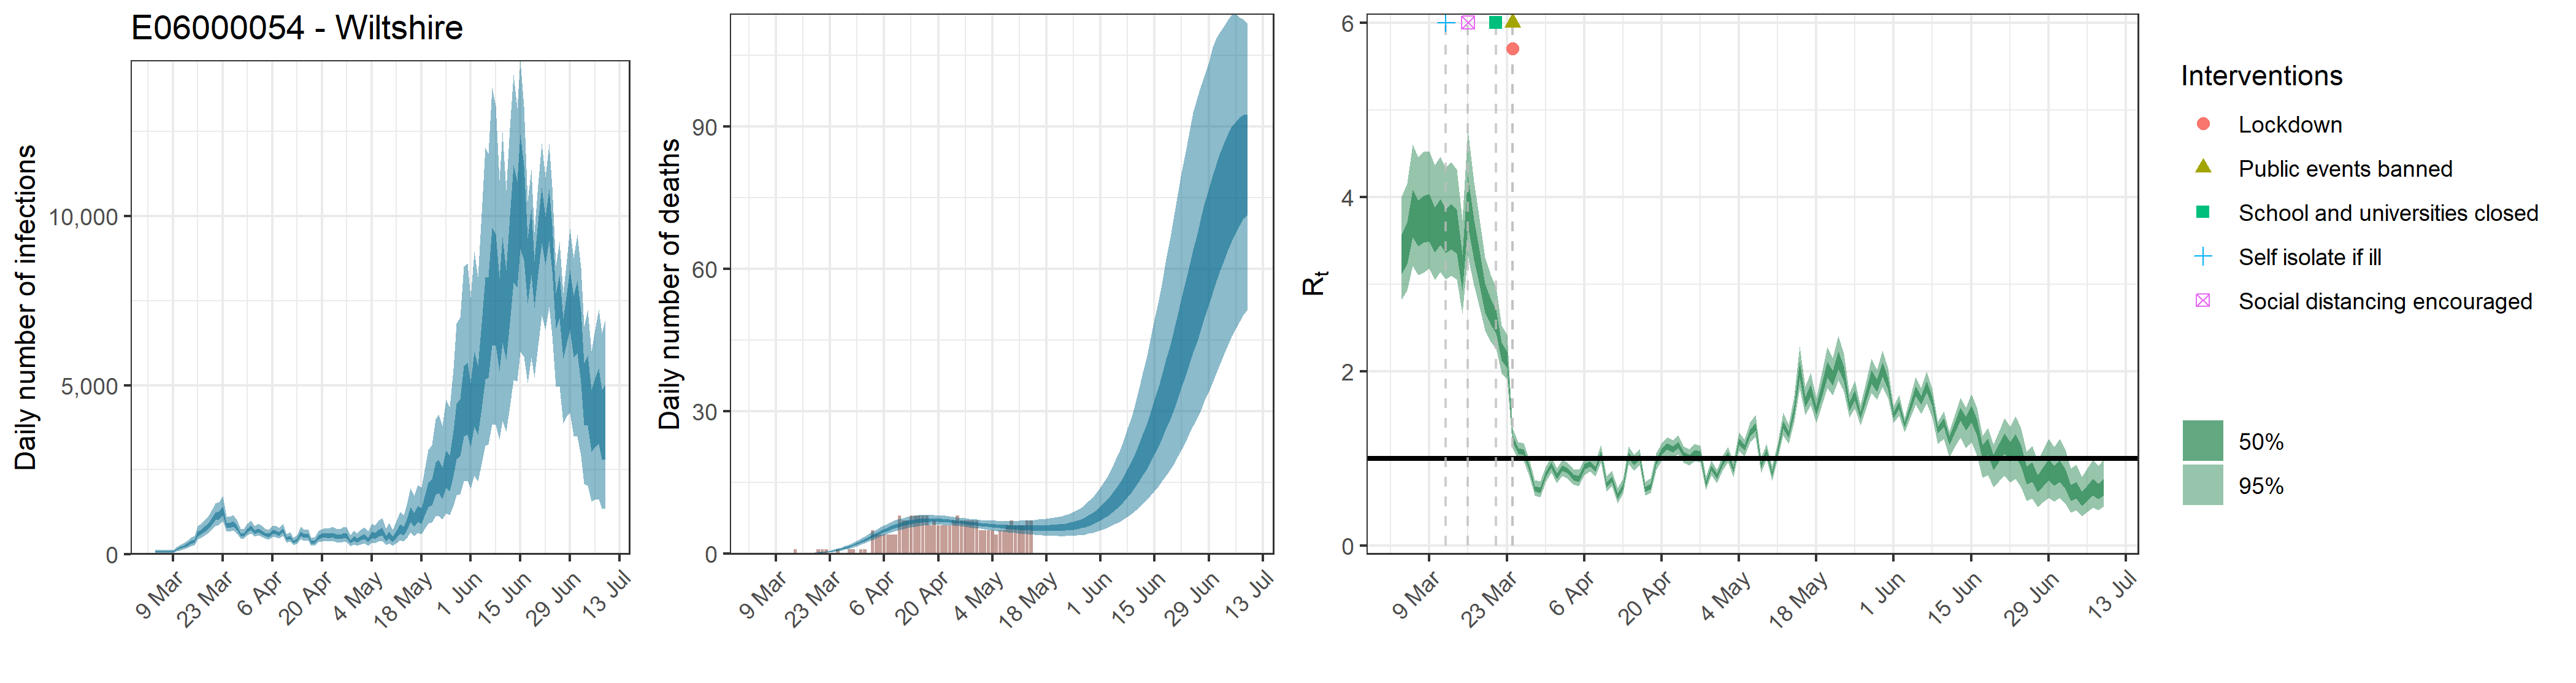 E06000054 - Wiltshire
Daily number of infections
10,000
5,000
0
9 Mar
23 Mar
6 Apr
20 Apr
4 May
18 May
1 Jun
15 Jun
29 Jun
13 Jul
Daily number of deaths
90
60
30
0
9 Mar
23 Mar
6 Apr
20 Apr
4 May
18 May
1 Jun
15 Jun
29 Jun
13 Jul
Rt
6
4
2
0
9 Mar
23 Mar
6 Apr
20 Apr
4 May
18 May
1 Jun
15 Jun
29 Jun
13 Jul
Interventions
Lockdown
Public events banned
School and universities closed
Self isolate if ill
Social distancing encouraged
50%
95%